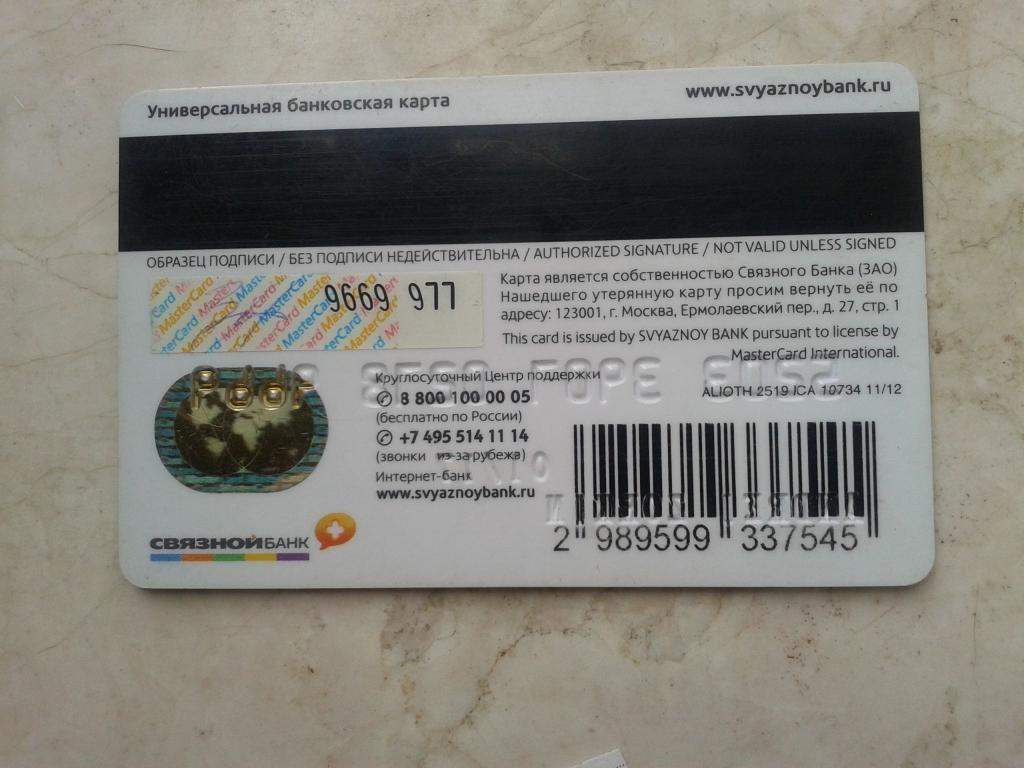 Универсальная банковская карта
www.svyaznoybank.ru
ОБРАЗЕЦ ПОДПИСИ / БЕЗ ПОДПИСИ НЕДЕЙСТВИТЕЛЬНА / AUTHORIZED SIGNATURE / NOT VALID UNLESS SIGNED
9669 977
Карта является собственностью Связного Банка (ЗАО)
Нашедшего утерянную карту просим вернуть её по
адресу: 123001, г. Москва, Ермолаевский пер., д. 27, стр. 1
This card is issued by SVYAZNOY BANK pursuant to license by
MasterCard International.
ALIOTH 2519 JCA 10734 11/12
Круглосуточный Центр поддержки
8 800 100 00 05
(бесплатно по России)
+7 495 514 11 14
(звонки из-за рубежа)
Интернет-банк
www.svyaznoybank.ru
СВЯЗНОЙ БАНК
2 989599 337545